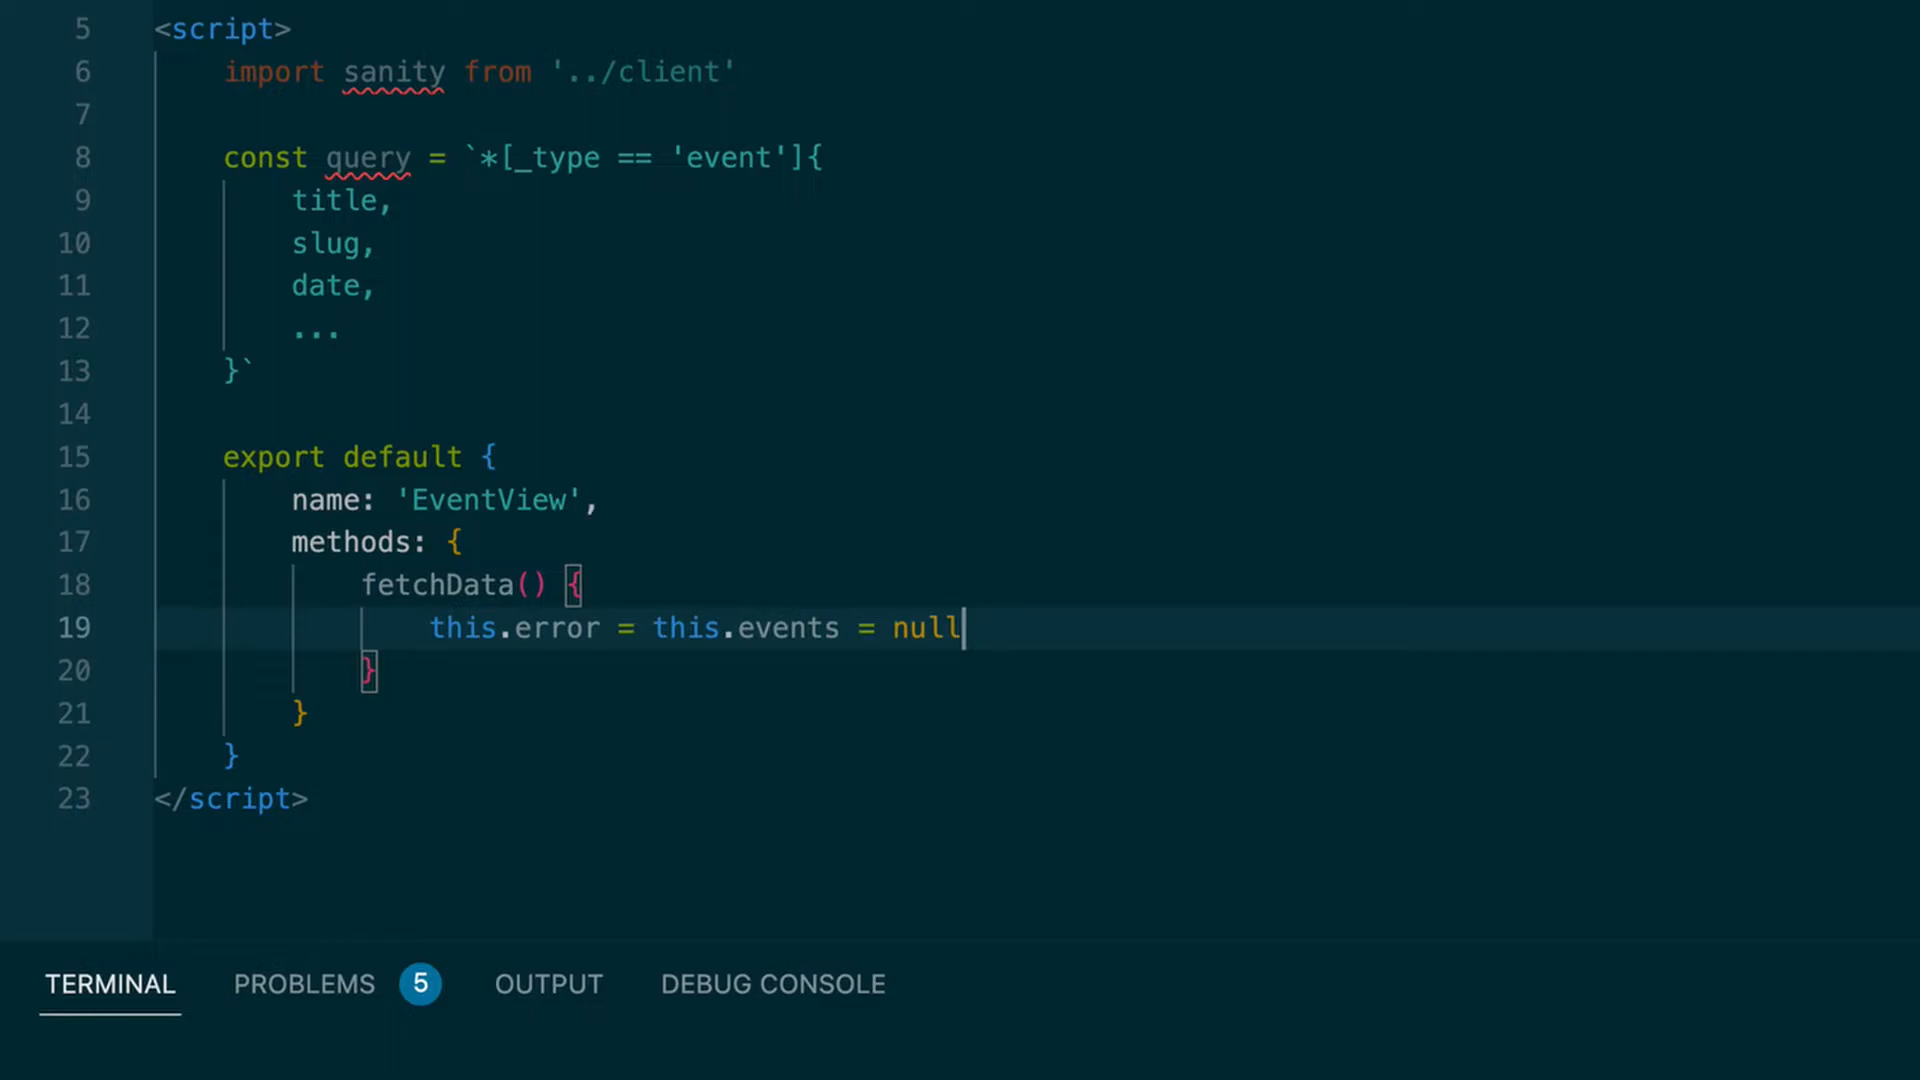 5 <script>
6 import sanity from '../client'
7
8 const query = `*[_type == 'event']{
9 title,
10 slug,
11 date,
12 ...
13 }`
14
15 export default {
16 name: 'EventView',
17 methods: {
18 fetchData() {
19 this.error = this.events = null
20 }
21 }
22 }
23 </script>
TERMINAL PROBLEMS 5 OUTPUT DEBUG CONSOLE